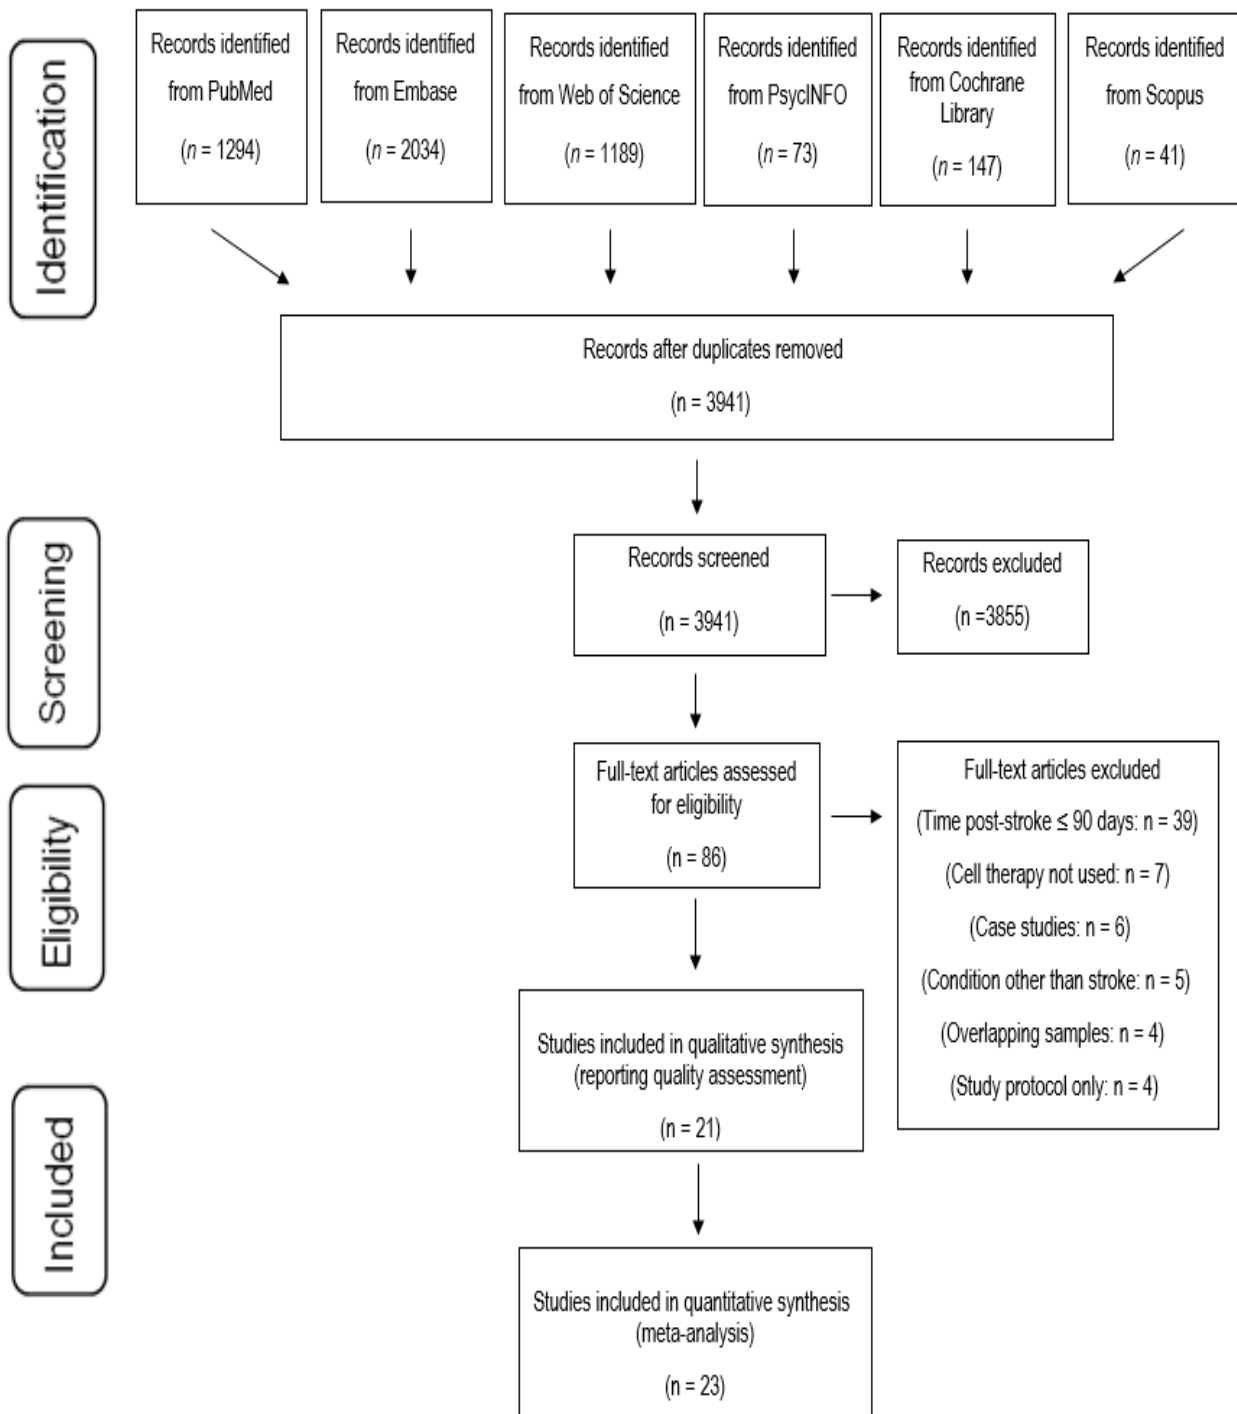 Identification
Records identified
from PubMed
(n = 1294)
Records identified
from Embase
(n = 2034)
Records identified
from Web of Science
(n = 1189)
Records identified
from PsycINFO
(n = 73)
Records identified
from Cochrane
Library
(n = 147)
Records identified
from Scopus
(n = 41)
Records after duplicates removed
(n = 3941)
Screening
Records screened
(n = 3941)
Records excluded
(n =3855)
Eligibility
Full-text articles assessed
for eligibility
(n = 86)
Full-text articles excluded
(Time post-stroke ≤ 90 days: n = 39)
(Cell therapy not used: n = 7)
(Case studies: n = 6)
(Condition other than stroke: n = 5)
(Overlapping samples: n = 4)
(Study protocol only: n = 4)
Included
Studies included in qualitative synthesis
(reporting quality assessment)
(n = 21)
Studies included in quantitative synthesis
(meta-analysis)
(n = 23)